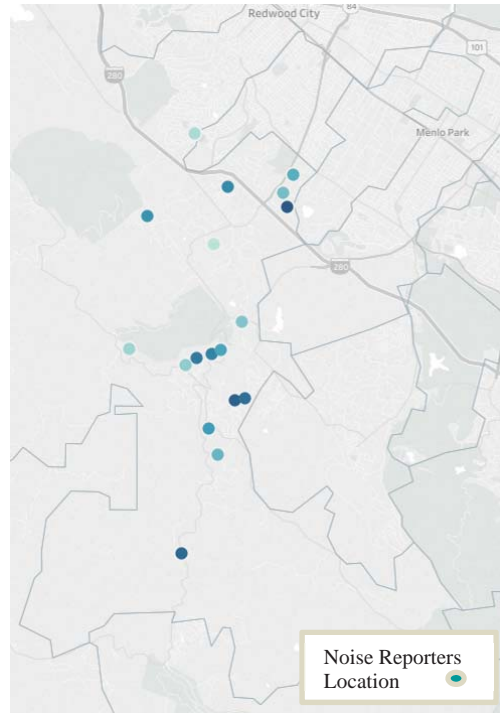 Redwood City
84
101
280
Menlo Park
280
Noise Reporters
Location